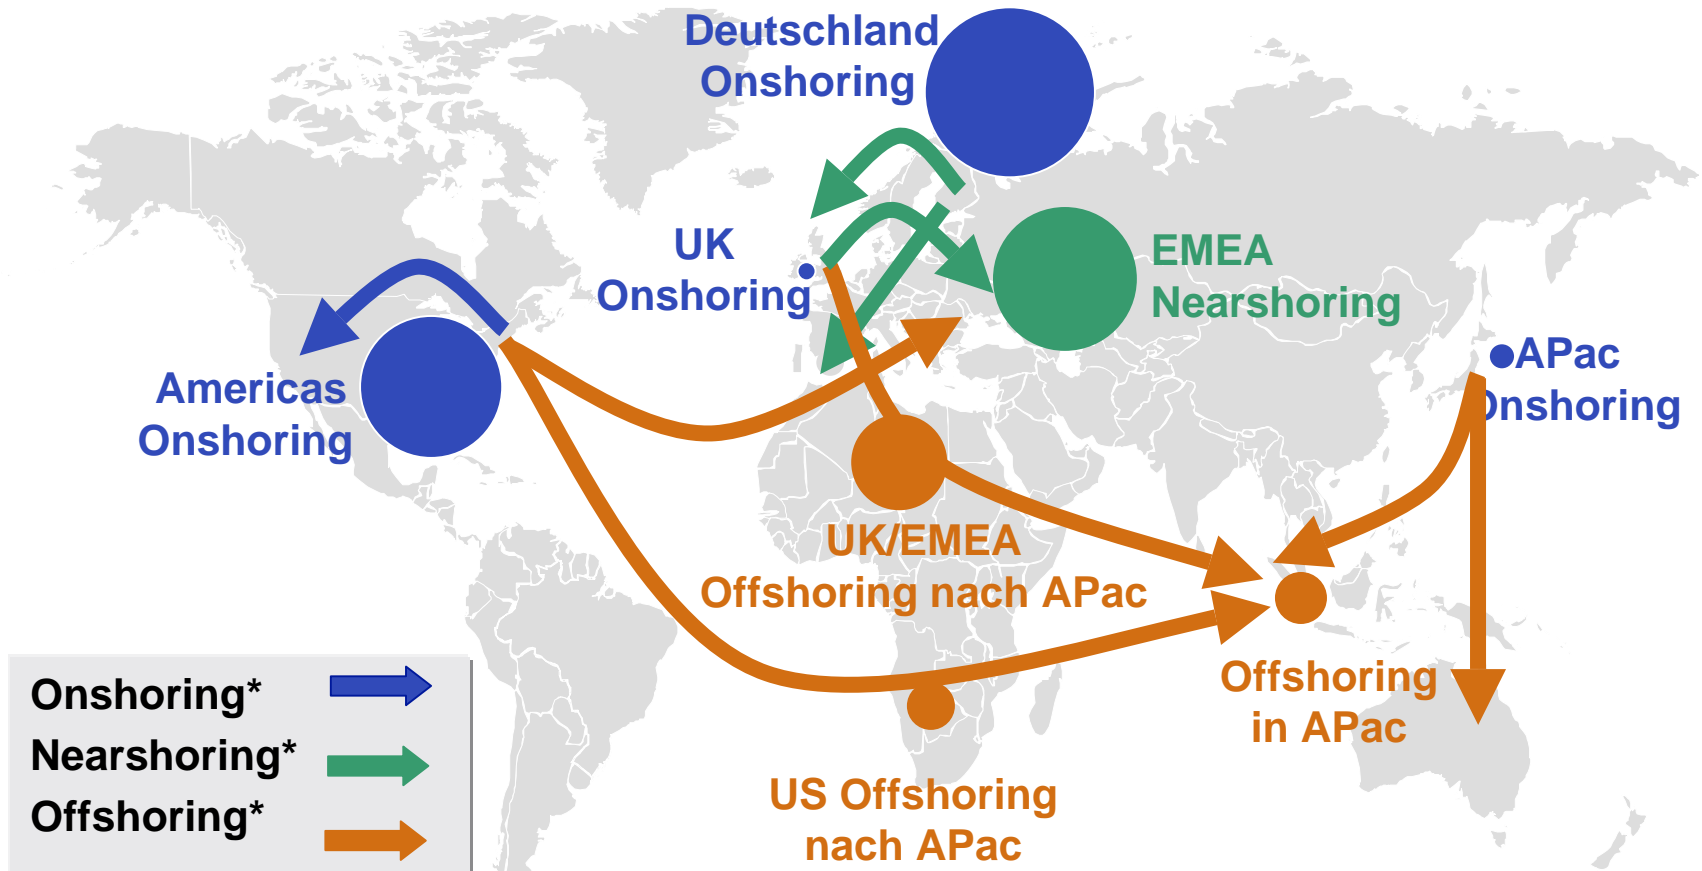 Deutschland
Onshoring
UK
Onshoring
EMEA
Nearshoring
Americas
Onshoring
APac
Onshoring
UK/EMEA
Offshoring nach APac
Offshoring
in APac
US Offshoring
nach APac
Onshoring*
Nearshoring*
Offshoring*